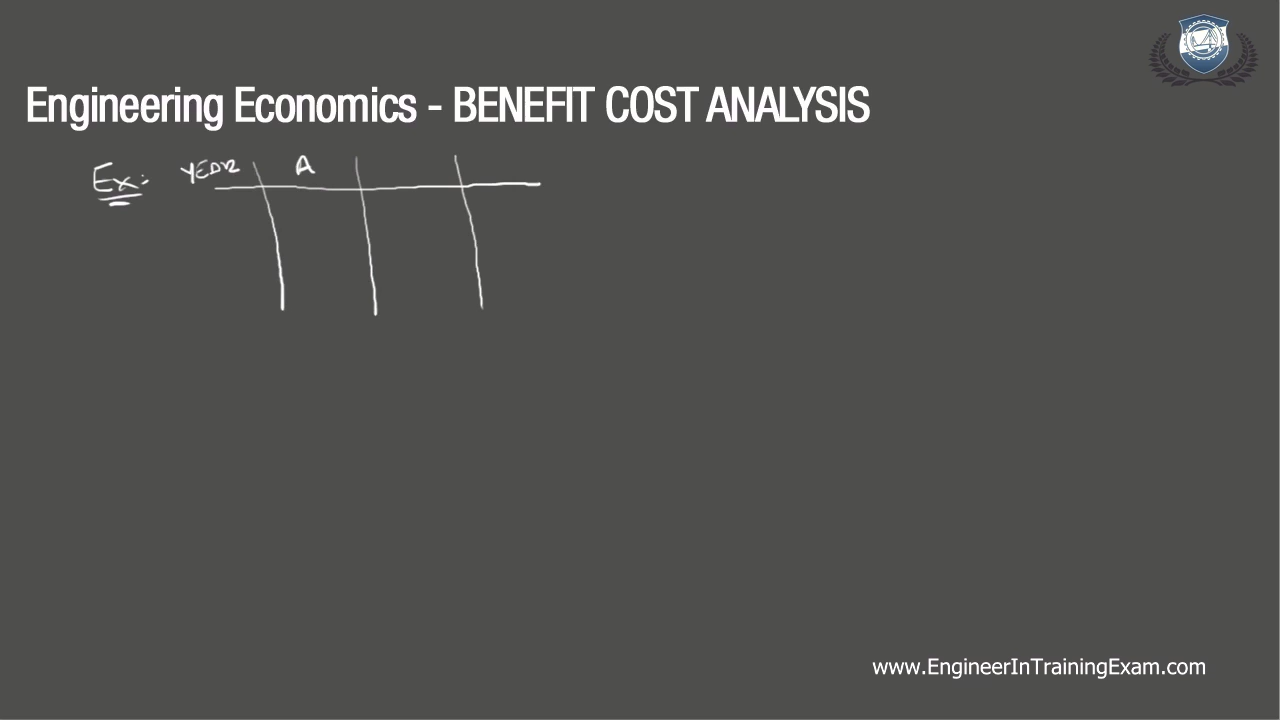 Engineering Economics - BENEFIT COST ANALYSIS
Ex: YEAR A
www.EngineerInTrainingExam.com